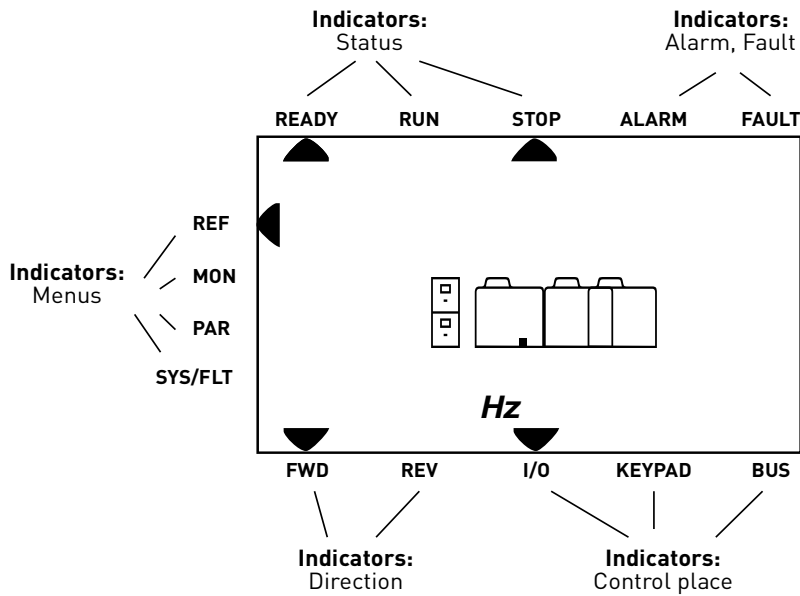 Indicators:
Status
Indicators:
Alarm, Fault
READY
RUN
STOP
ALARM
FAULT
REF
Indicators:
Menus
MON
PAR
SYS/FLT
Hz
FWD
REV
I/O
KEYPAD
BUS
Indicators:
Direction
Indicators:
Control place